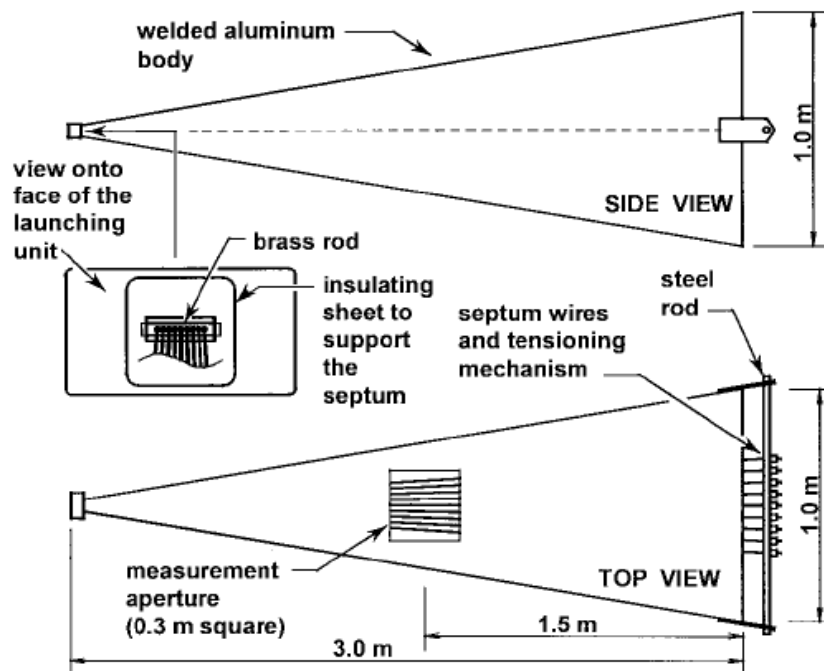 welded aluminum
body
1.0 m
SIDE VIEW
view onto
face of the
launching
unit
brass rod
insulating
sheet to
support
the
septum
steel
rod
septum wires
and tensioning
mechanism
1.0 m
measurement
aperture
(0.3 m square)
TOP VIEW
1.5 m
3.0 m